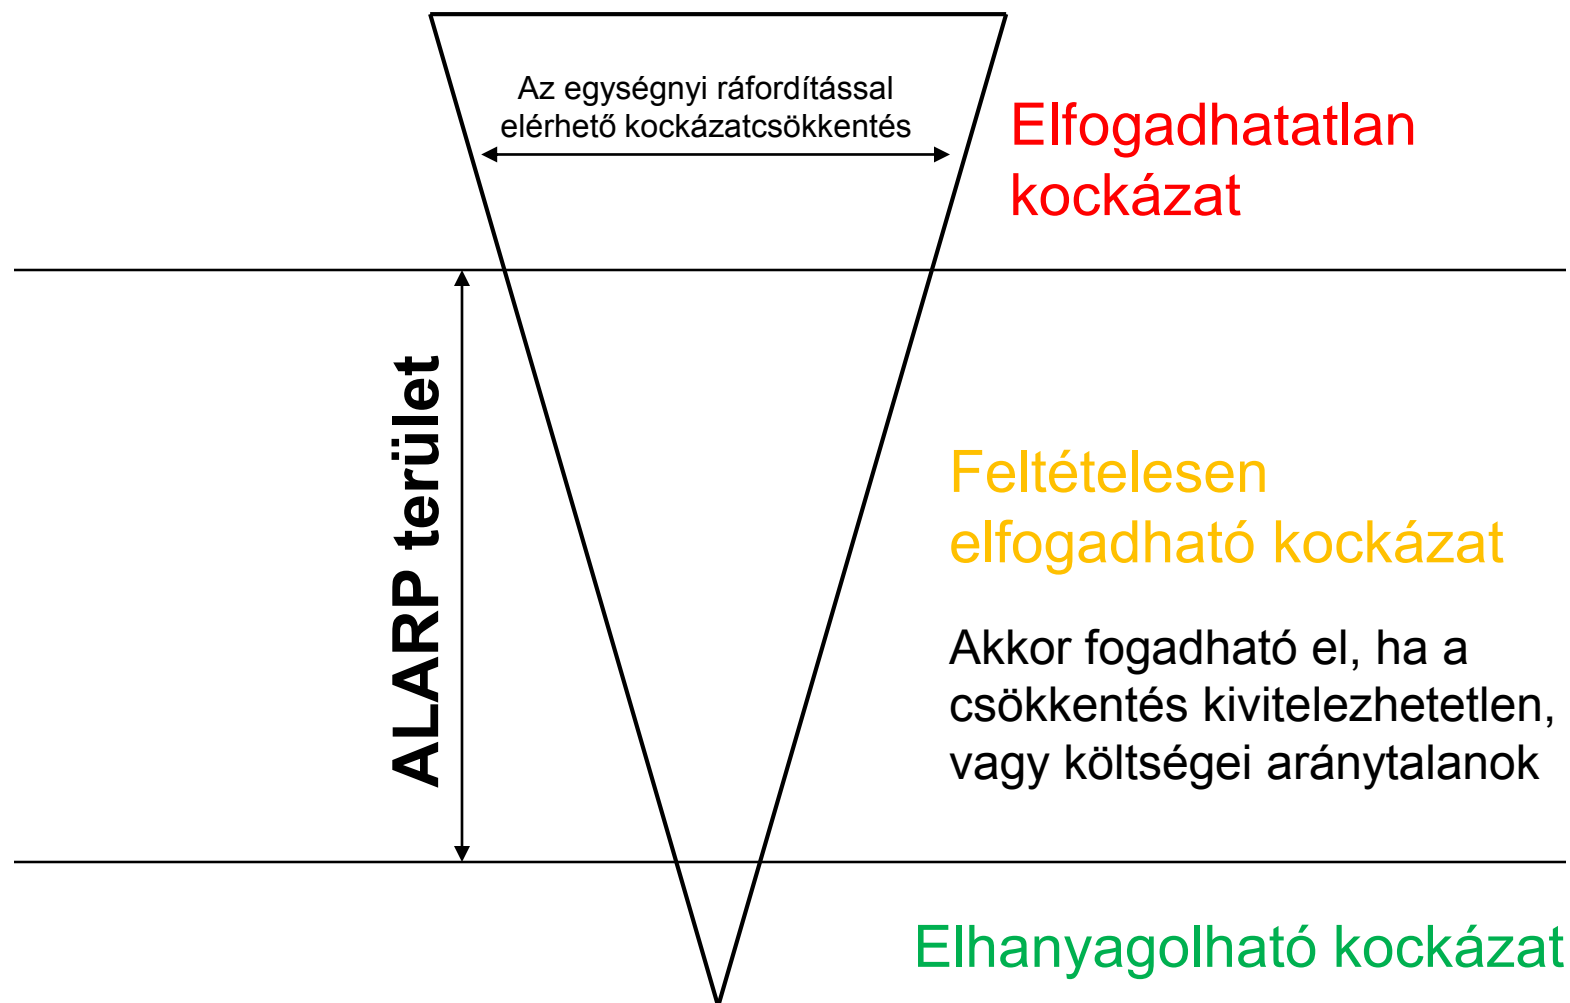 Az egységnyi ráfordítással
elérhető kockázatcsökkentés
Elfogadhatatlan
kockázat
ALARP terület
Feltételesen
elfogadható kockázat
Akkor fogadható el, ha a
csökkentés kivitelezhetetlen,
vagy költségei aránytalanok
Elhanyagolható kockázat